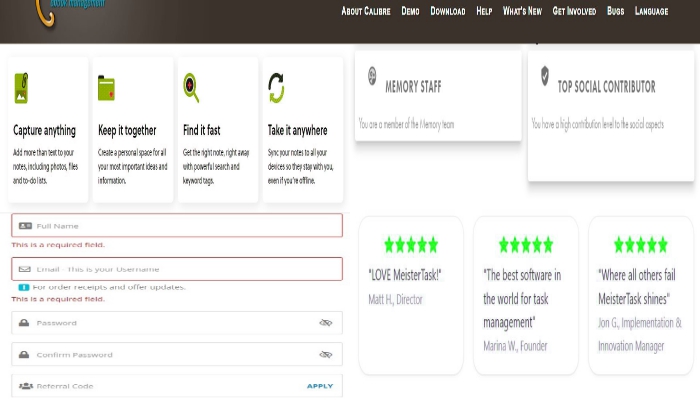 ebook management
About Calibre Demo Download Help What's New Get Involved Bugs Language
Capture anything
Add more than text to your
notes, including photos, files
and to-do lists.
Keep it together
Create a personal space for all
your most important ideas and
information.
Find it fast
Get the right note, right away
with powerful search and
keyword tags.
Take it anywhere
Sync your notes to all your
devices so they stay with you,
even if you're offline.
MEMORY STAFF
You are a member of the Memory team
TOP SOCIAL CONTRIBUTOR
You have a high contribution level to the social aspects
Full Name
This is a required field.
Email - This is your Username
For order receipts and offer updates.
This is a required field.
Password
Confirm Password
Referral Code APPLY
"LOVE MeisterTask!"
Matt H., Director
"The best software in
the world for task
management"
Marina W., Founder
"Where all others fail
MeisterTask shines"
Jon G., Implementation &
Innovation Manager